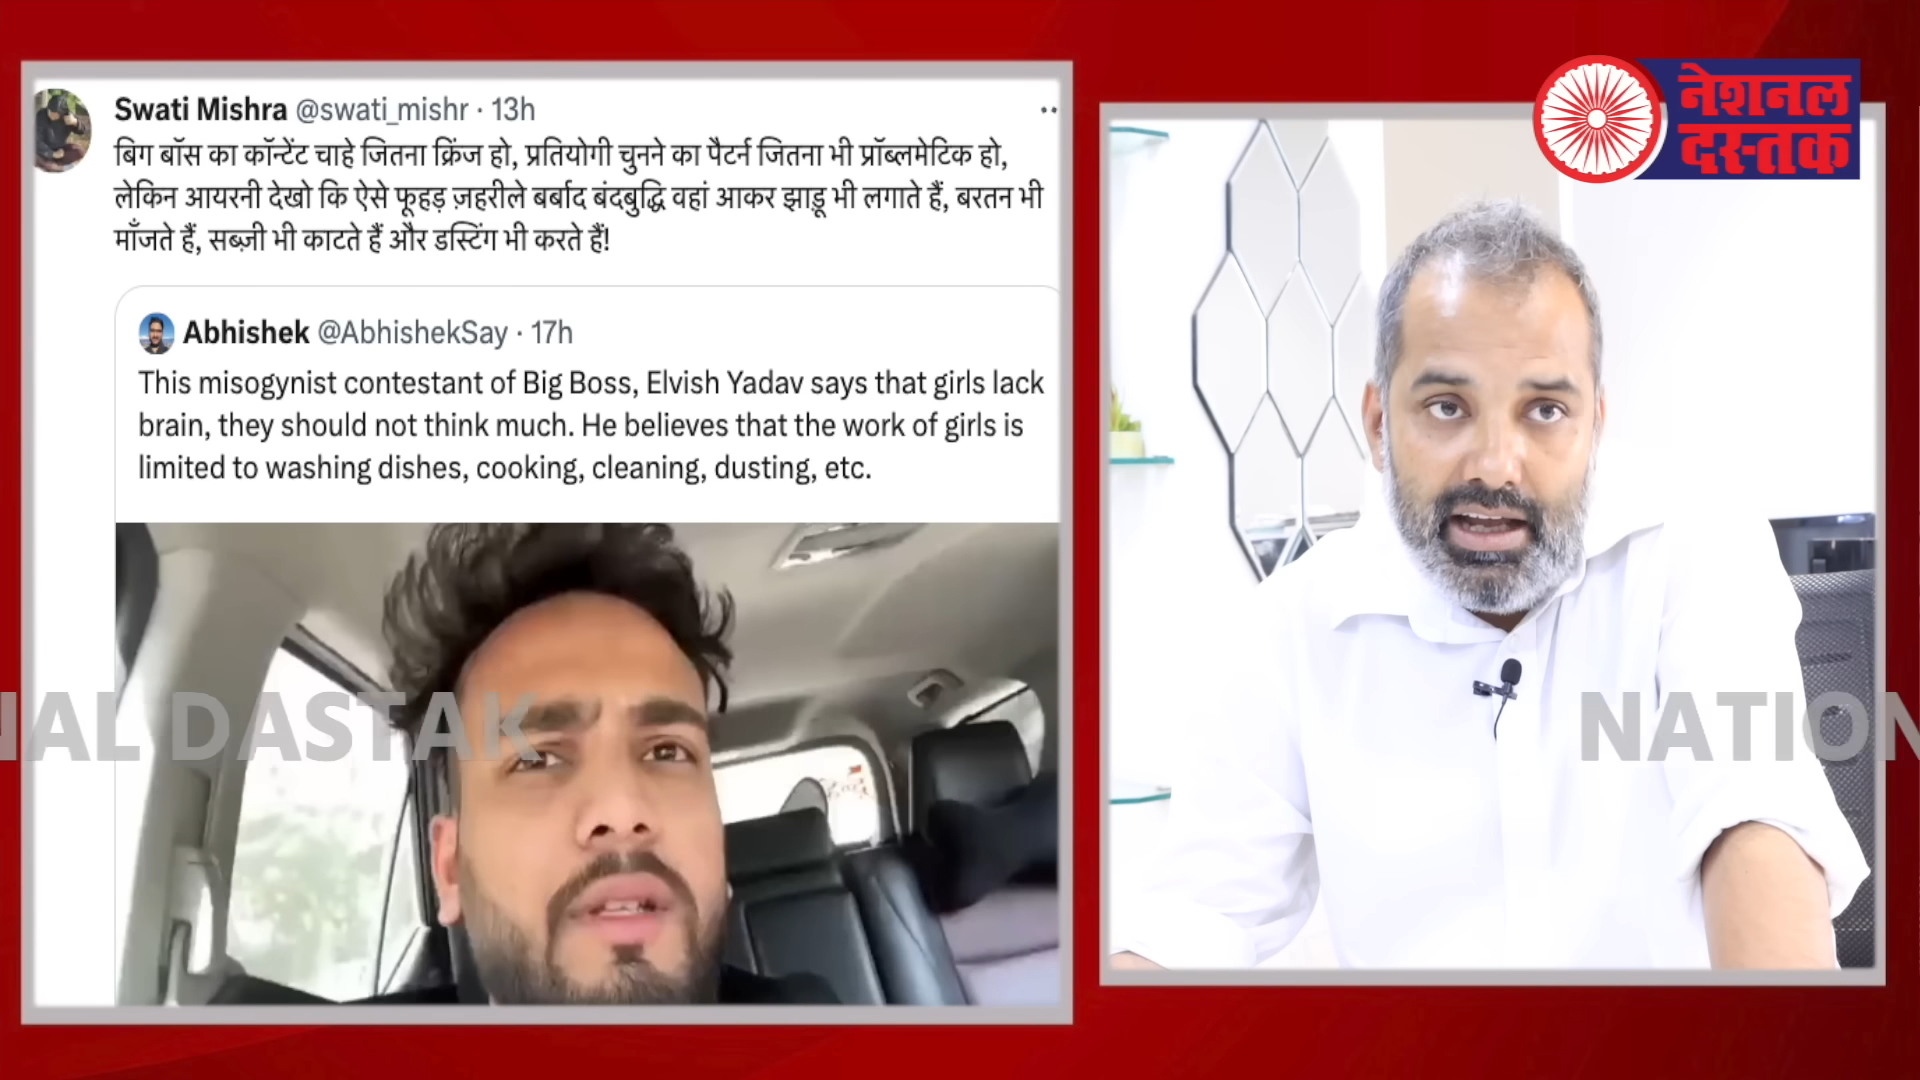 Swati Mishra @swati_mishr · 13h
बिग बॉस का कॉन्टेंट चाहे जितना क्रिंज हो, प्रतियोगी चुनने का पैटर्न जितना भी प्रॉब्लमेटिक हो,
लेकिन आयरनी देखो कि ऐसे फूहड़ ज़हरीले बर्बाद बंदबुद्धि वहां आकर झाड़ू भी लगाते हैं, बरतन भी
माँजते हैं, सब्ज़ी भी काटते हैं और डस्टिंग भी करते हैं!
Abhishek @AbhishekSay · 17h
This misogynist contestant of Big Boss, Elvish Yadav says that girls lack
brain, they should not think much. He believes that the work of girls is
limited to washing dishes, cooking, cleaning, dusting, etc.
नेशनल
दस्तक
NAL DASTAK
NATION